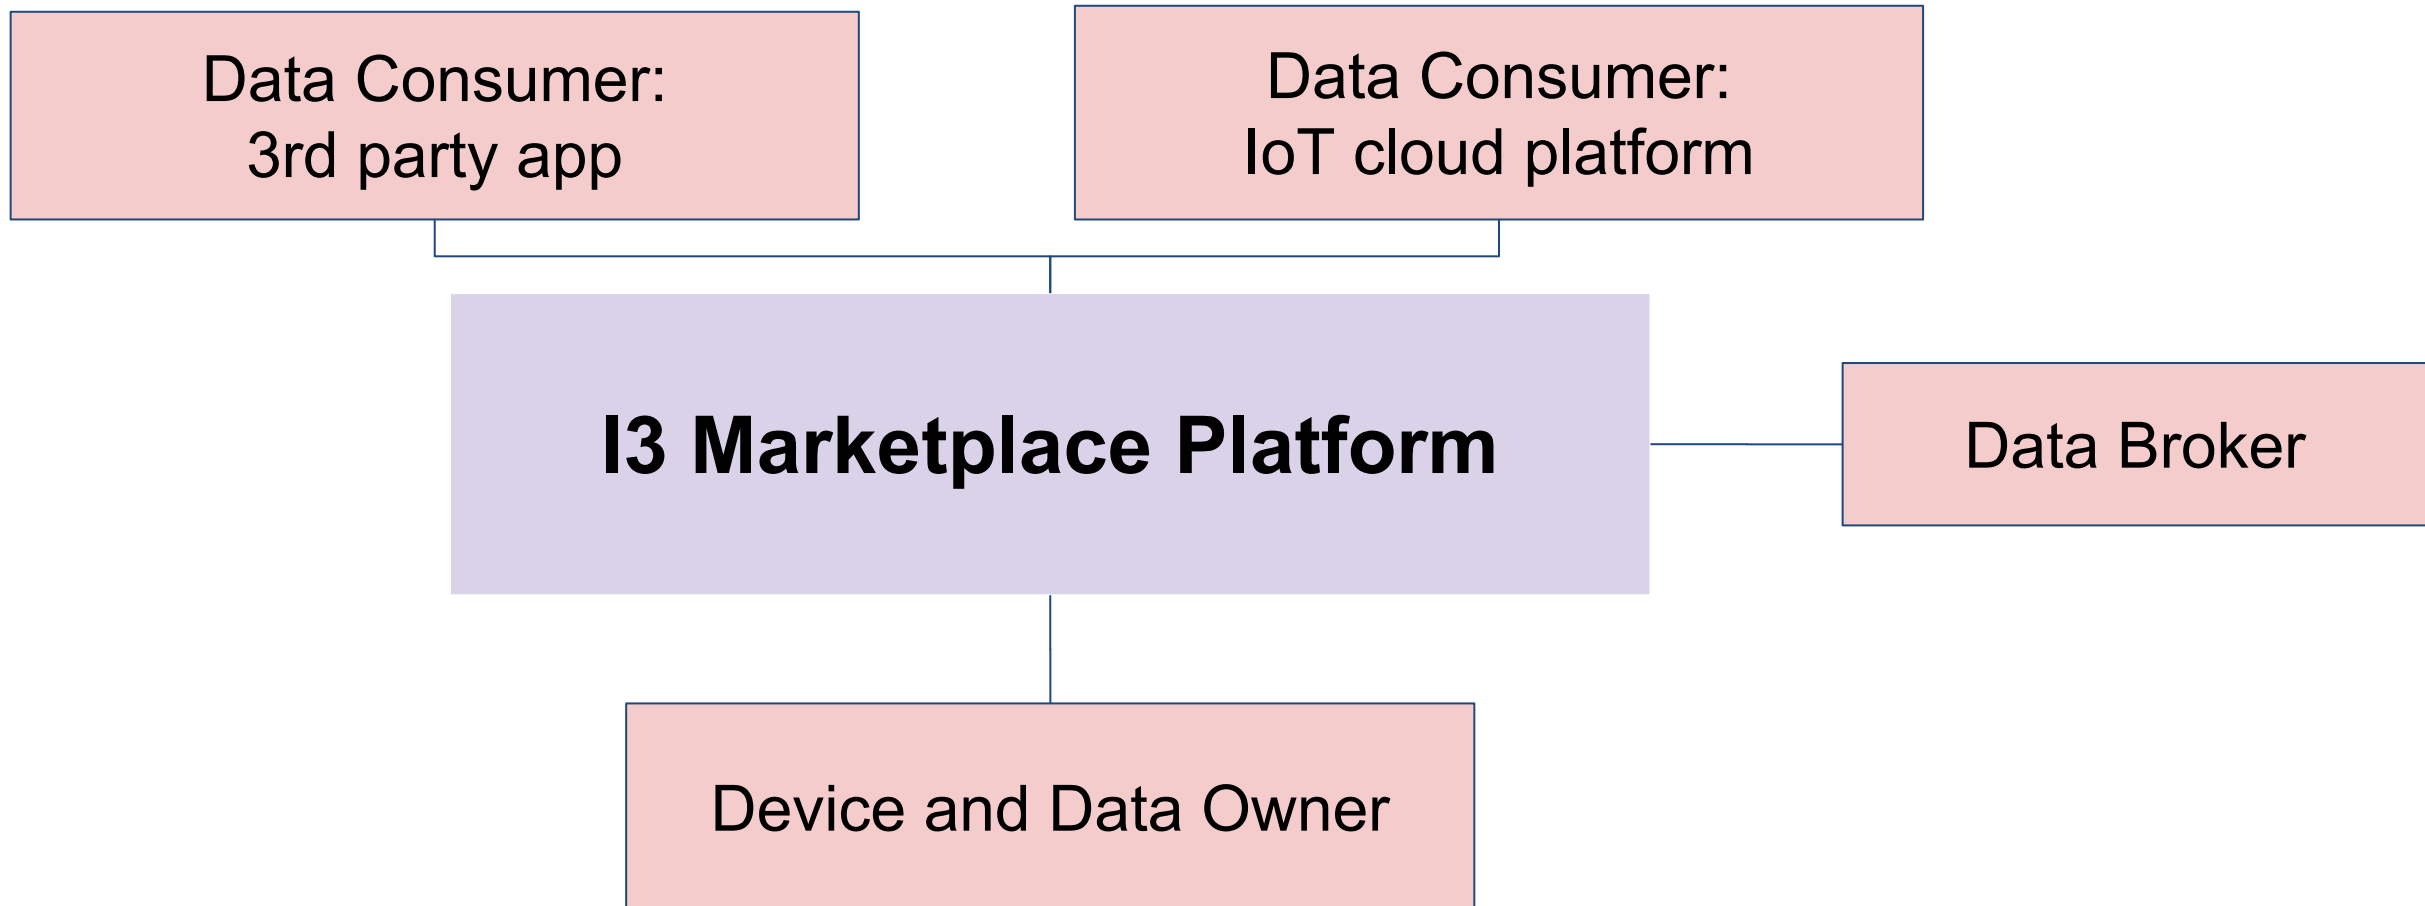 Data Consumer:
3rd party app
Data Consumer:
IoT cloud platform
I3 Marketplace Platform
Data Broker
Device and Data Owner